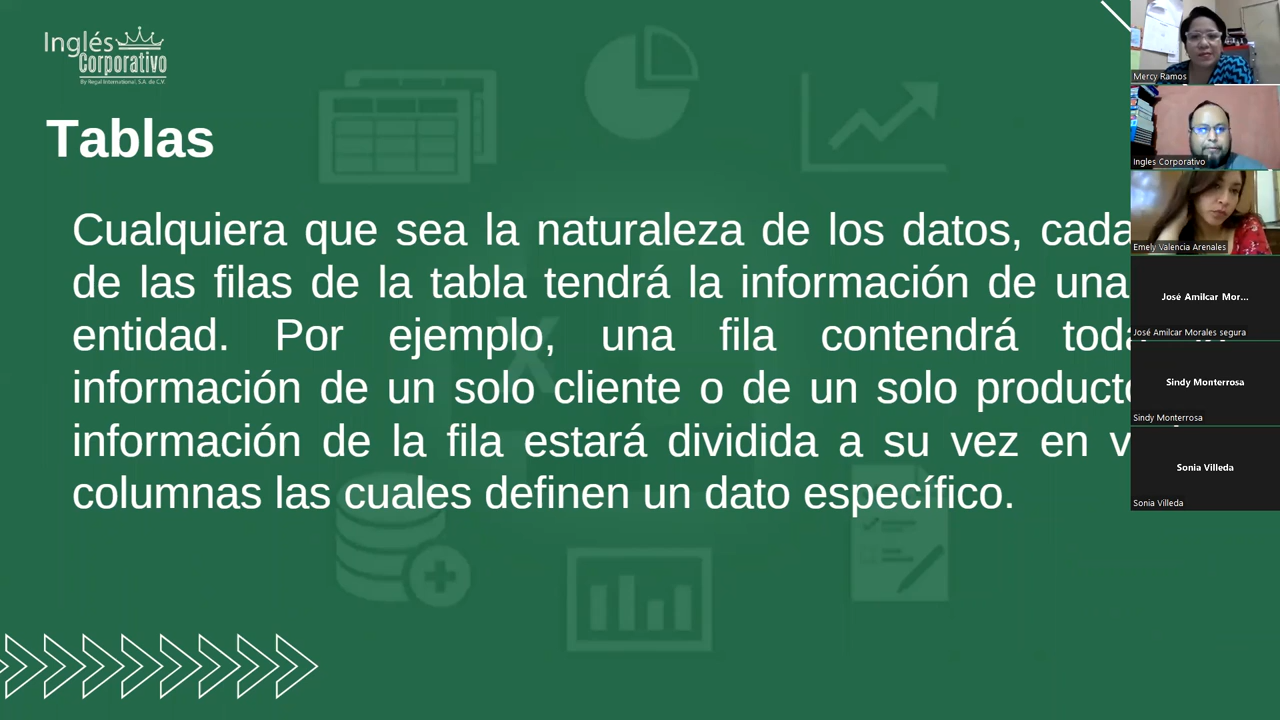 Inglés
Corporativo
By Regal International, S.A. de C.V.
Tablas
Cualquiera que sea la naturaleza de los datos, cada
de las filas de la tabla tendrá la información de una
entidad. Por ejemplo, una fila contendrá
información de un solo cliente o de un solo
información de la fila estará dividida a su vez en
columnas las cuales definen un dato específico.
Mercy Ramos
Ingles Corporativo
Emely Valencia Arenales
José Amilcar Mor...
José Amilcar Morales segura
Sindy Monterrosa
Sindy Monterrosa
Sonia Villeda
Sonia Villeda